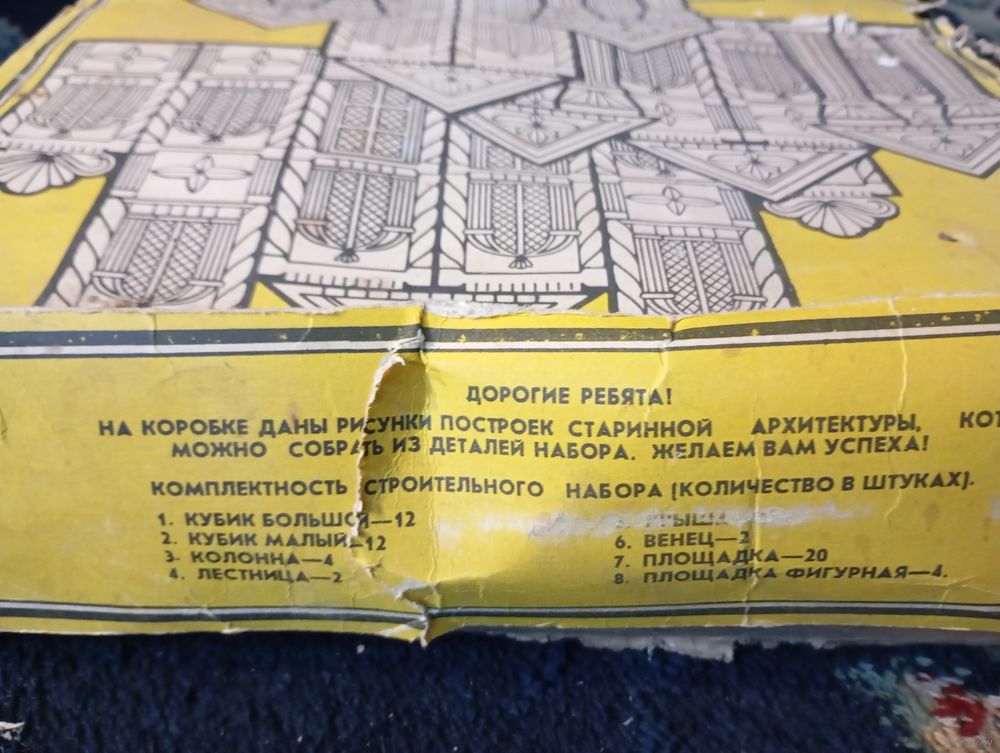 ДОРОГИЕ РЕБЯТА!
НА КОРОБКЕ ДАНЫ РИСУНКИ ПОСТРОЕК СТАРИННОЙ АРХИТЕКТУРЫ,
МОЖНО СОБРАТЬ ИЗ ДЕТАЛЕЙ НАБОРА. ЖЕЛАЕМ ВАМ УСПЕХА!
КОМПЛЕКТНОСТЬ СТРОИТЕЛЬНОГО НАБОРА (КОЛИЧЕСТВО В ШТУКАХ).
1. КУБИК БОЛЬШОЙ—12
2. КУБИК МАЛЫЙ—12
3. КОЛОННА—4
4. ЛЕСТНИЦА—2
КРЫША
6. ВЕНЕЦ—2
7. ПЛОЩАДКА—20
8. ПЛОЩАДКА ФИГУРНАЯ—4.